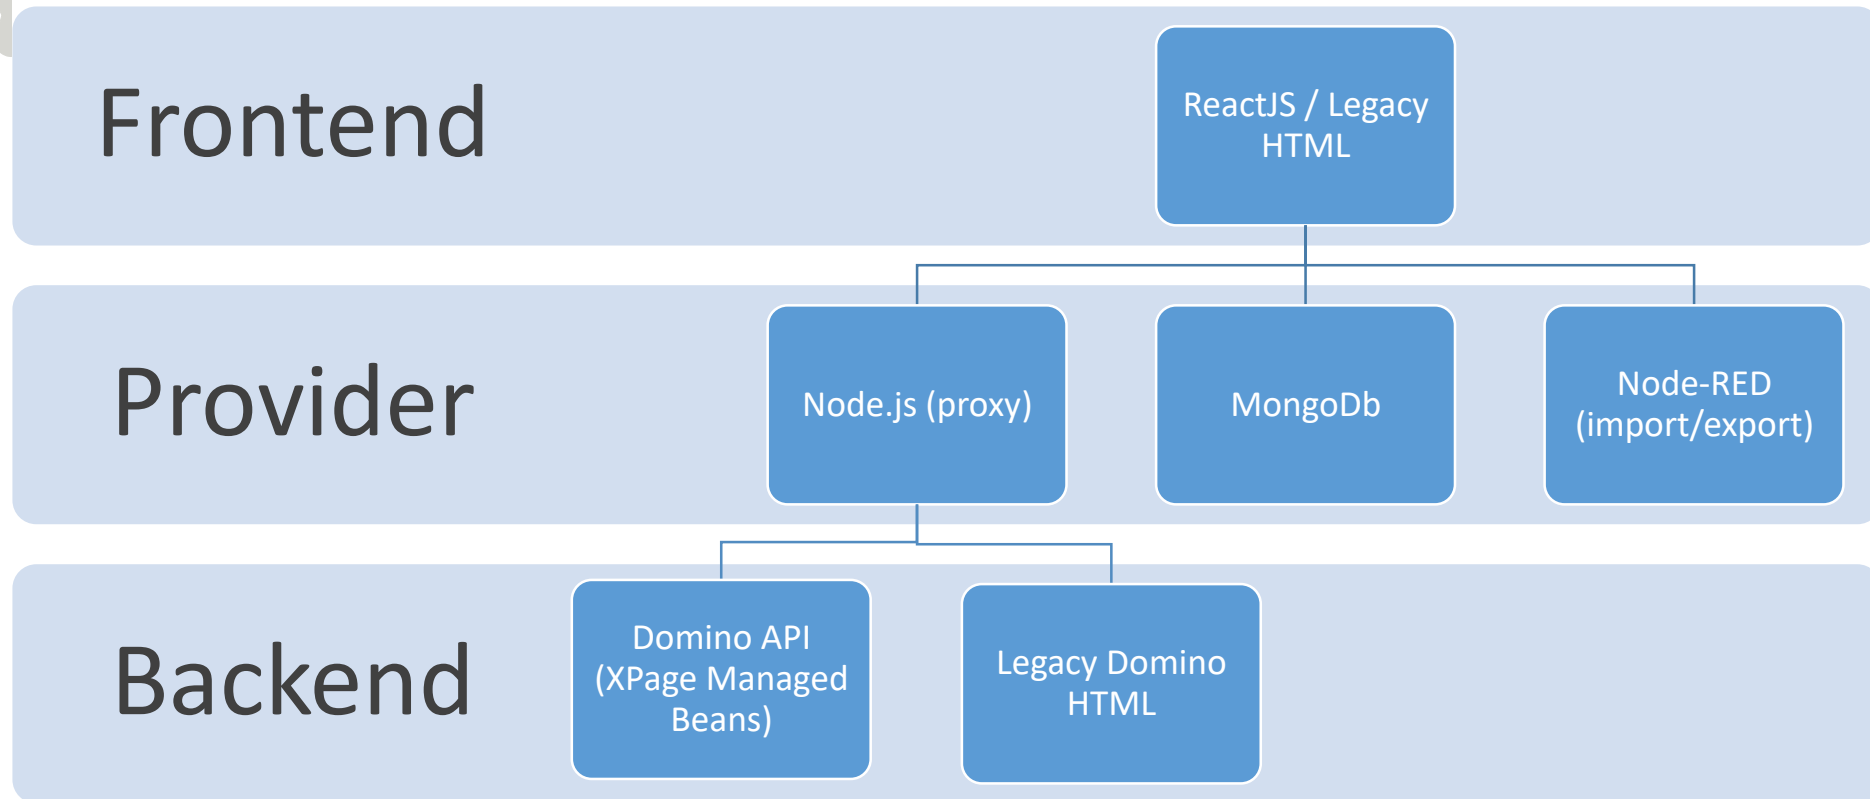 Frontend
ReactJS / Legacy
HTML
Provider
Node.js (proxy)
MongoDb
Node-RED
(import/export)
Backend
Domino API
(XPage Managed
Beans)
Legacy Domino
HTML